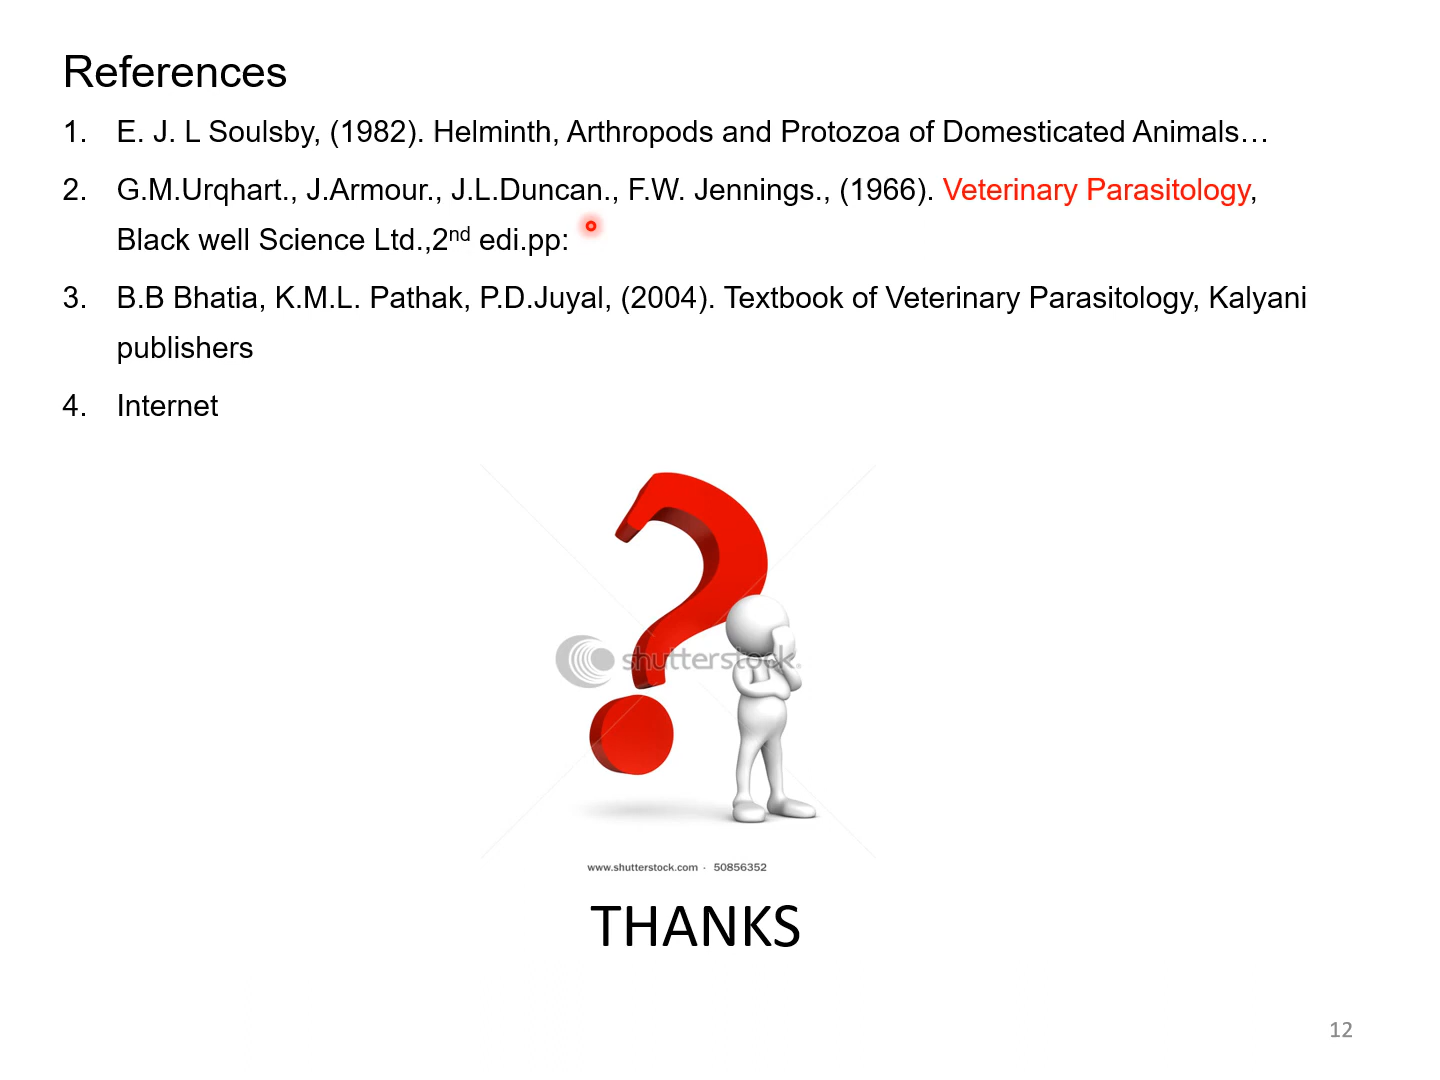 References
1. E. J. L Soulsby, (1982). Helminth, Arthropods and Protozoa of Domesticated Animals…
2. G.M.Urqhart., J.Armour., J.L.Duncan., F.W. Jennings., (1966). Veterinary Parasitology,
Black well Science Ltd.,2nd edi.pp:
3. B.B Bhatia, K.M.L. Pathak, P.D.Juyal, (2004). Textbook of Veterinary Parasitology, Kalyani
publishers
4. Internet
shutterstock
www.shutterstock.com · 50856352
THANKS
12